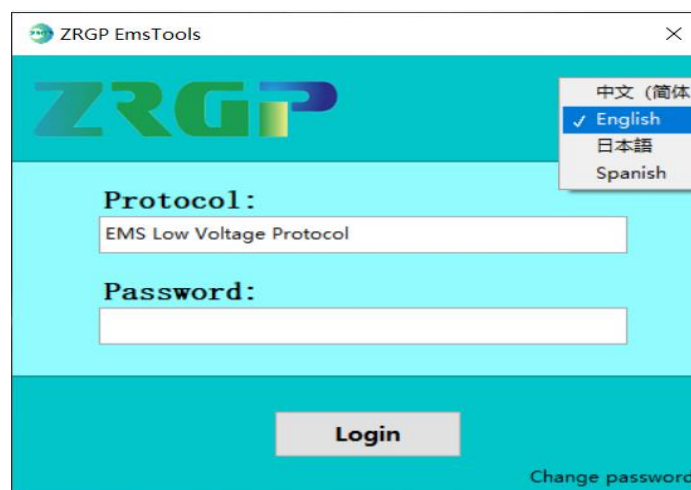 ZRGP EmsTools
ZRGP
中文 (简体
✓ English
日本語
Spanish
Protocol:
EMS Low Voltage Protocol
Password:
Login
Change password